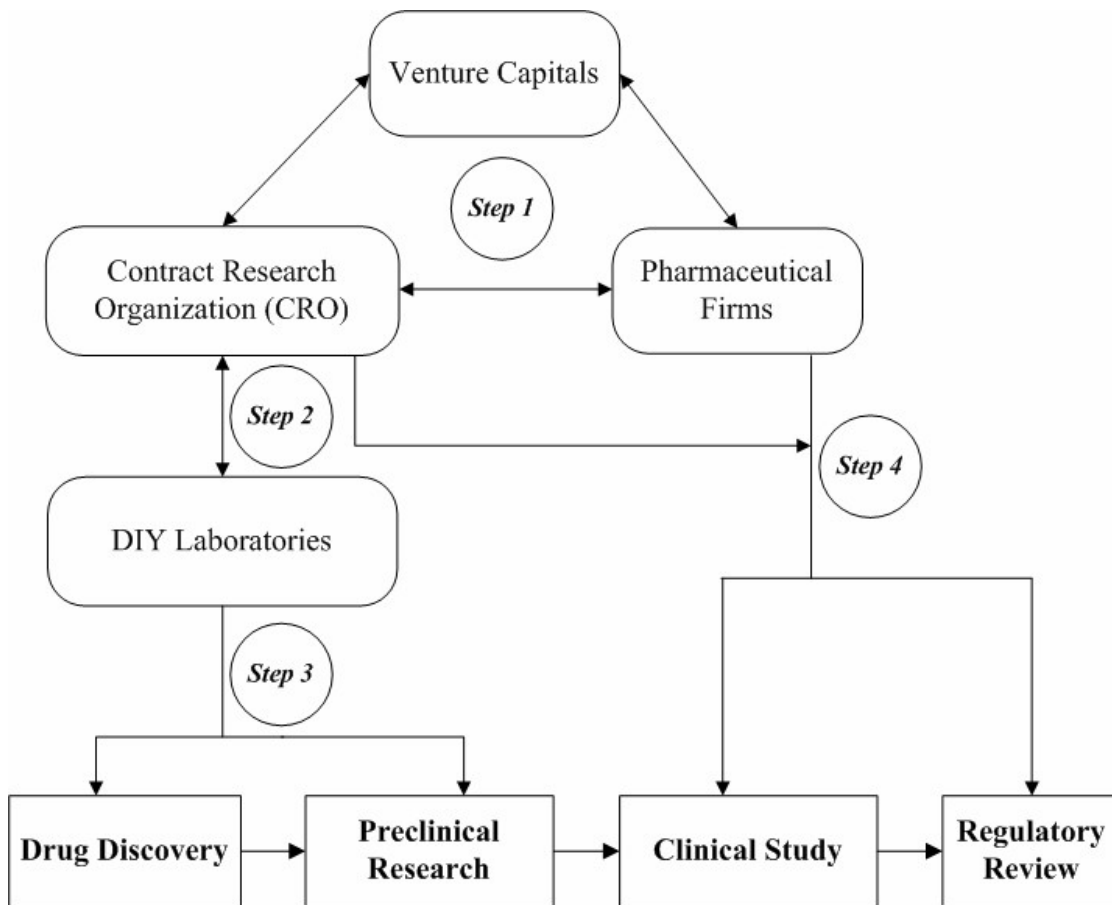 Venture Capitals
Step 1
Contract Research
Organization (CRO)
Pharmaceutical
Firms
Step 2
Step 4
DIY Laboratories
Step 3
Drug Discovery
Preclinical
Research
Clinical Study
Regulatory
Review